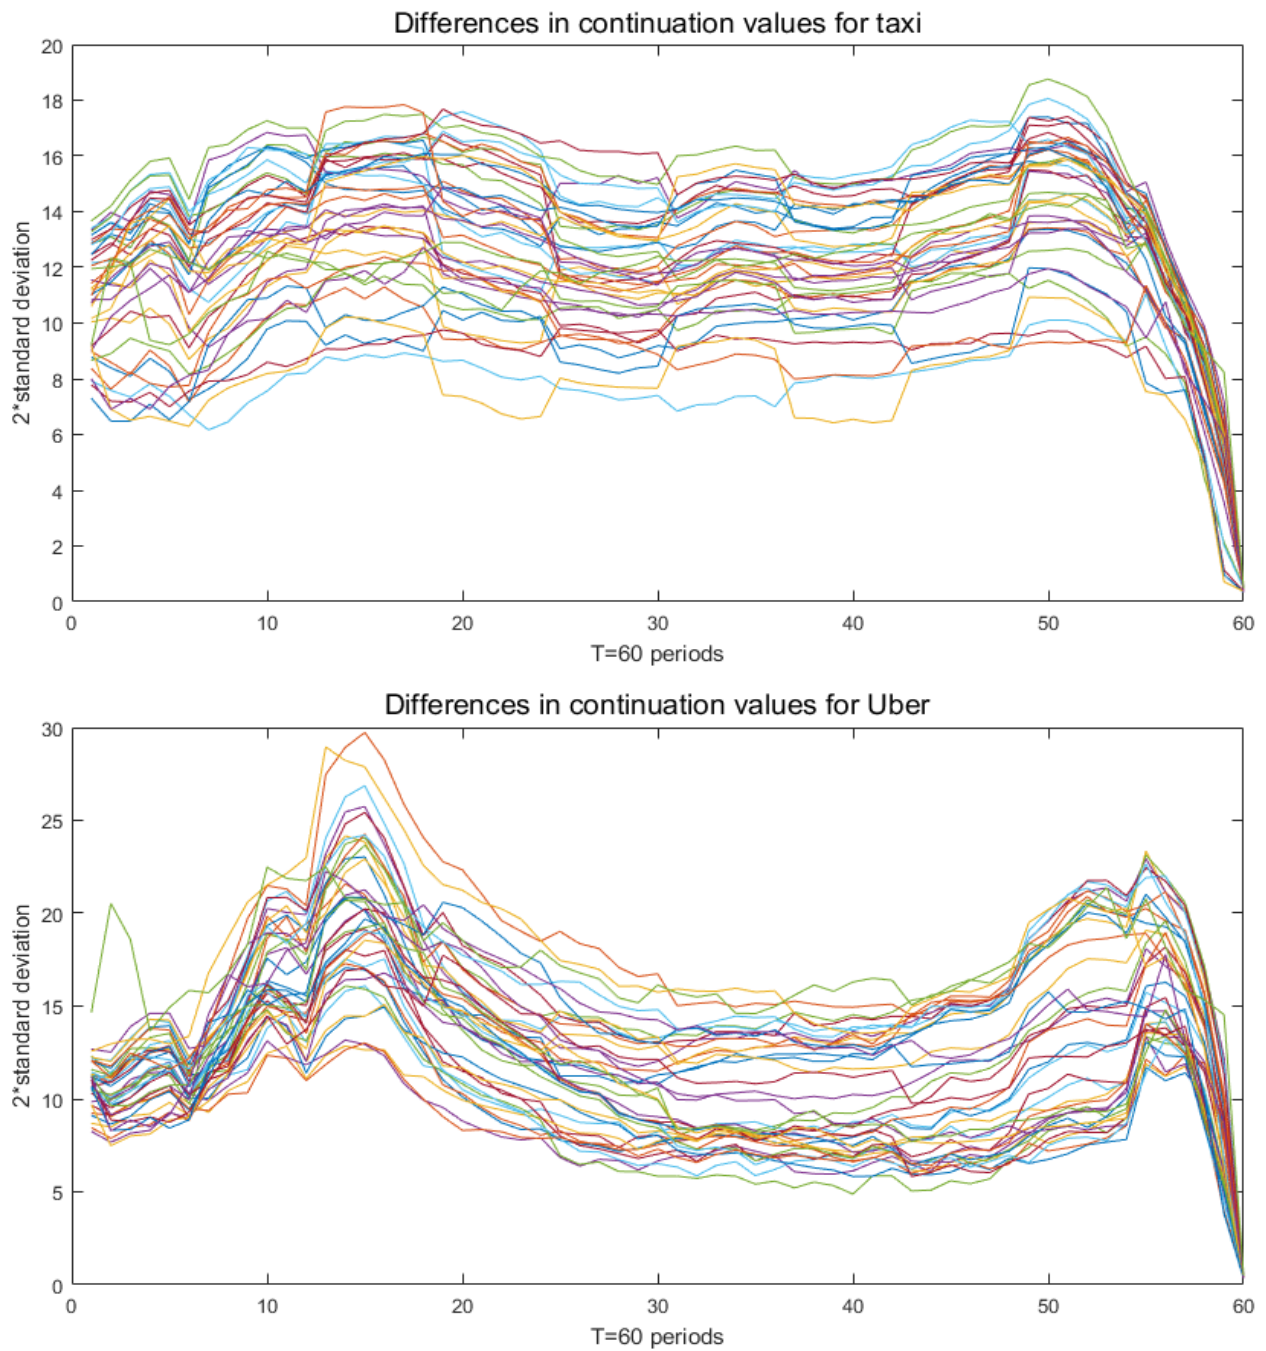 Differences in continuation values for taxi
20
18
16
14
12
10
8
6
4
2
0
2*standard deviation
0 10 20 30 40 50 60
T=60 periods
Differences in continuation values for Uber
30
25
20
15
10
5
0
2*standard deviation
0 10 20 30 40 50 60
T=60 periods